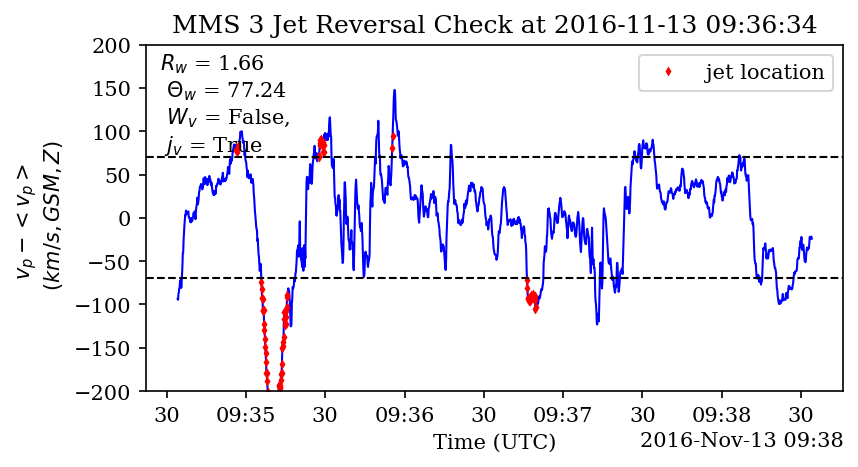 MMS 3 Jet Reversal Check at 2016-11-13 09:36:34
200
150
100
50
0
−50
−100
−150
−200
v_p − < v_p >
(km/s, GSM, Z)
R_w = 1.66
Θ_w = 77.24
W_v = False,
j_v = True
jet location
30 09:35 30 09:36 30 09:37 30 09:38 30
Time (UTC)
2016-Nov-13 09:38